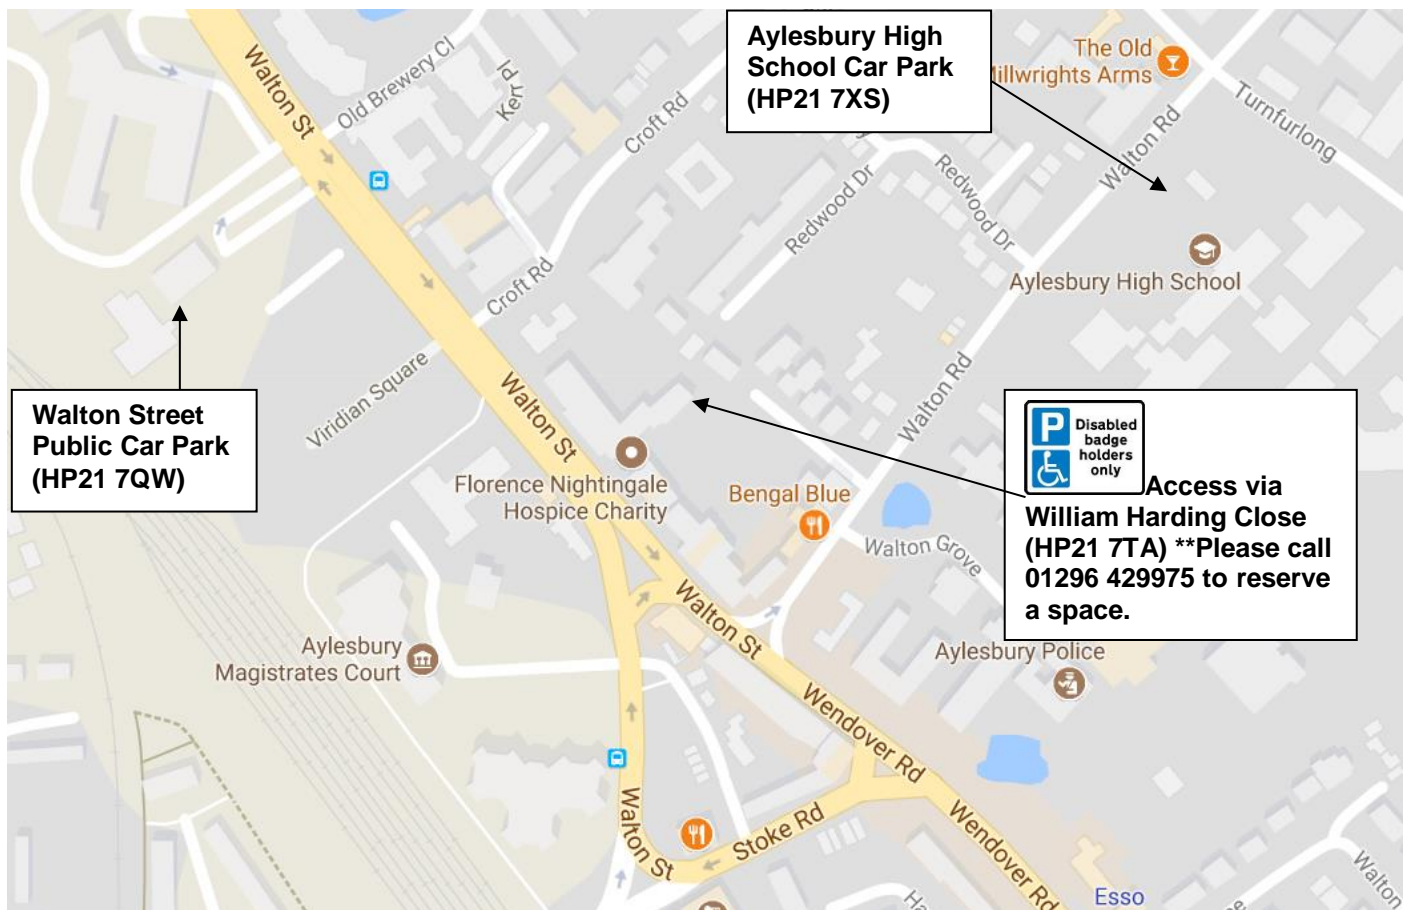 Aylesbury High
School Car Park
(HP21 7XS)
The Old
Millwrights Arms
Turnfurlong
Walton St
Old Brewery Cl
Kerr Pl
Croft Rd
Walton Rd
Redwood Dr
Redwood Dr
Aylesbury High School
Croft Rd
Viridian Square
Walton St
Walton Rd
Walton Street
Public Car Park
(HP21 7QW)
P
Disabled
badge
holders
only
Access via
William Harding Close
(HP21 7TA) **Please call
01296 429975 to reserve
a space.
Florence Nightingale
Hospice Charity
Bengal Blue
Walton Grove
Walton St
Aylesbury
Magistrates Court
Aylesbury Police
Wendover Rd
Walton St
Stoke Rd
Wendover Rd
Walton
Esso